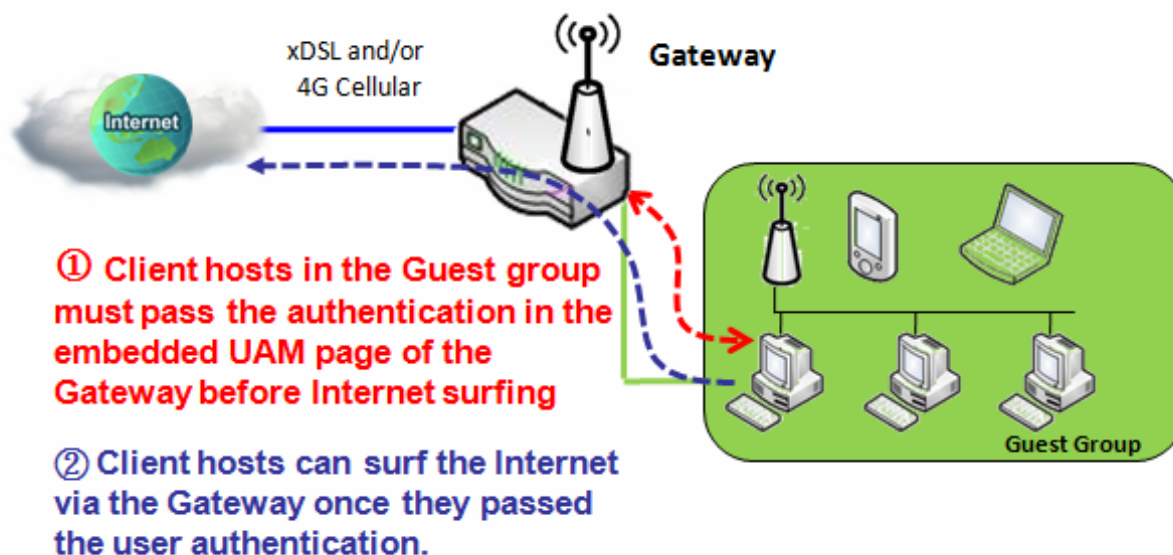 xDSL and/or
4G Cellular
Gateway
Internet
① Client hosts in the Guest group
must pass the authentication in the
embedded UAM page of the
Gateway before Internet surfing
② Client hosts can surf the Internet
via the Gateway once they passed
the user authentication.
Guest Group